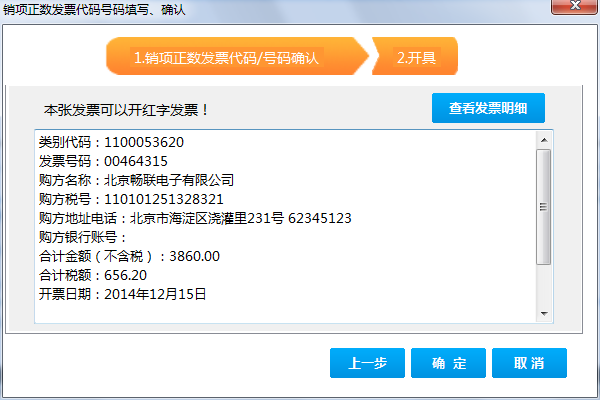 销项正数发票代码号码填写、确认
1.销项正数发票代码/号码确认
2.开具
本张发票可以开红字发票！
查看发票明细
类别代码：1100053620
发票号码：00464315
购方名称：北京畅联电子有限公司
购方税号：110101251328321
购方地址电话：北京市海淀区浇灌里231号 62345123
购方银行账号：
合计金额（不含税）：3860.00
合计税额：656.20
开票日期：2014年12月15日
上一步
确 定
取 消